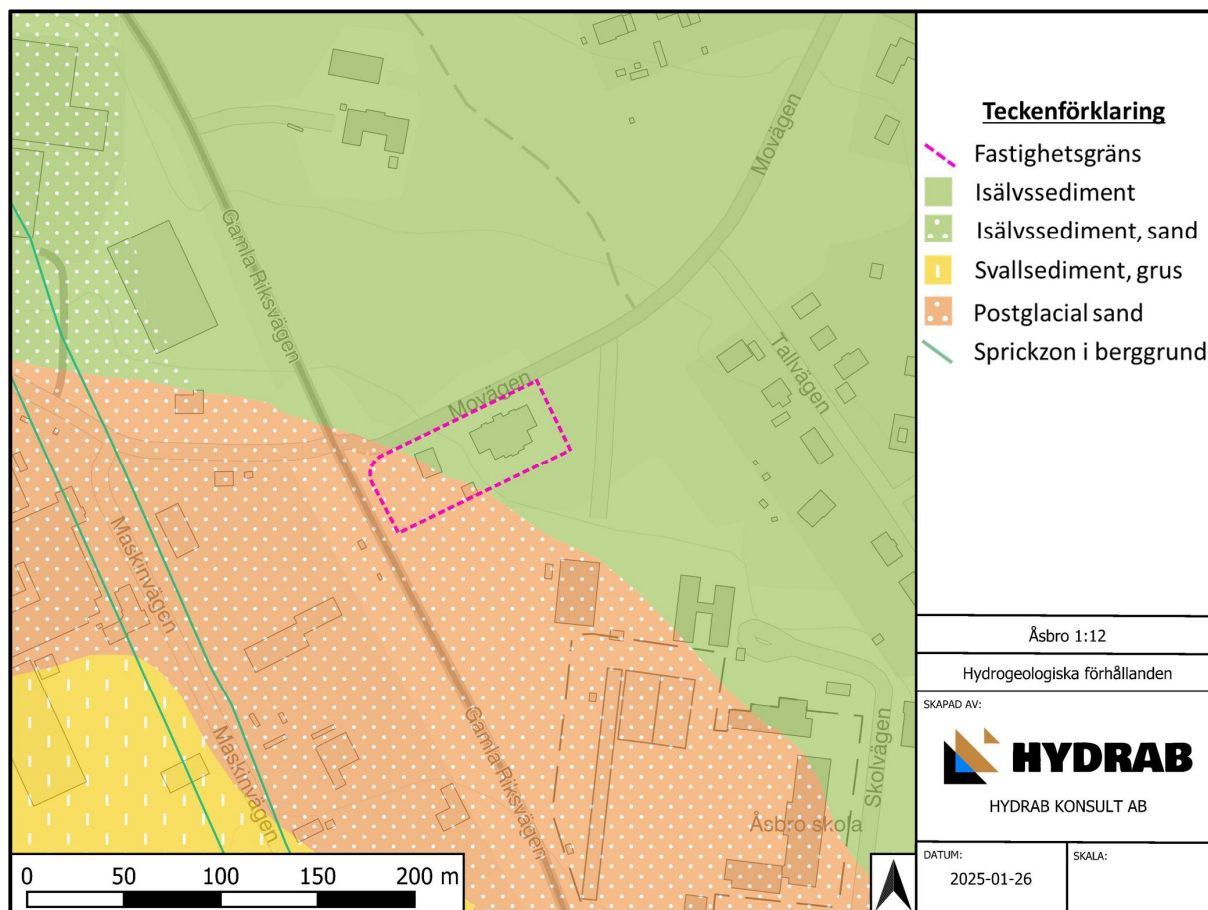 Movägen
Gamla Riksvägen
Tallvägen
Movägen
Maskinvägen
Maskinvägen
Gamla Riksvägen
Skolvägen
Åsbro skola
0 50 100 150 200 m
Teckenförklaring
Fastighetsgräns
Isälvssediment
Isälvssediment, sand
Svallsediment, grus
Postglacial sand
Sprickzon i berggrund
Åsbro 1:12
Hydrogeologiska förhållanden
SKAPAD AV:
HYDRAB
HYDRAB KONSULT AB
DATUM:
2025-01-26
SKALA: